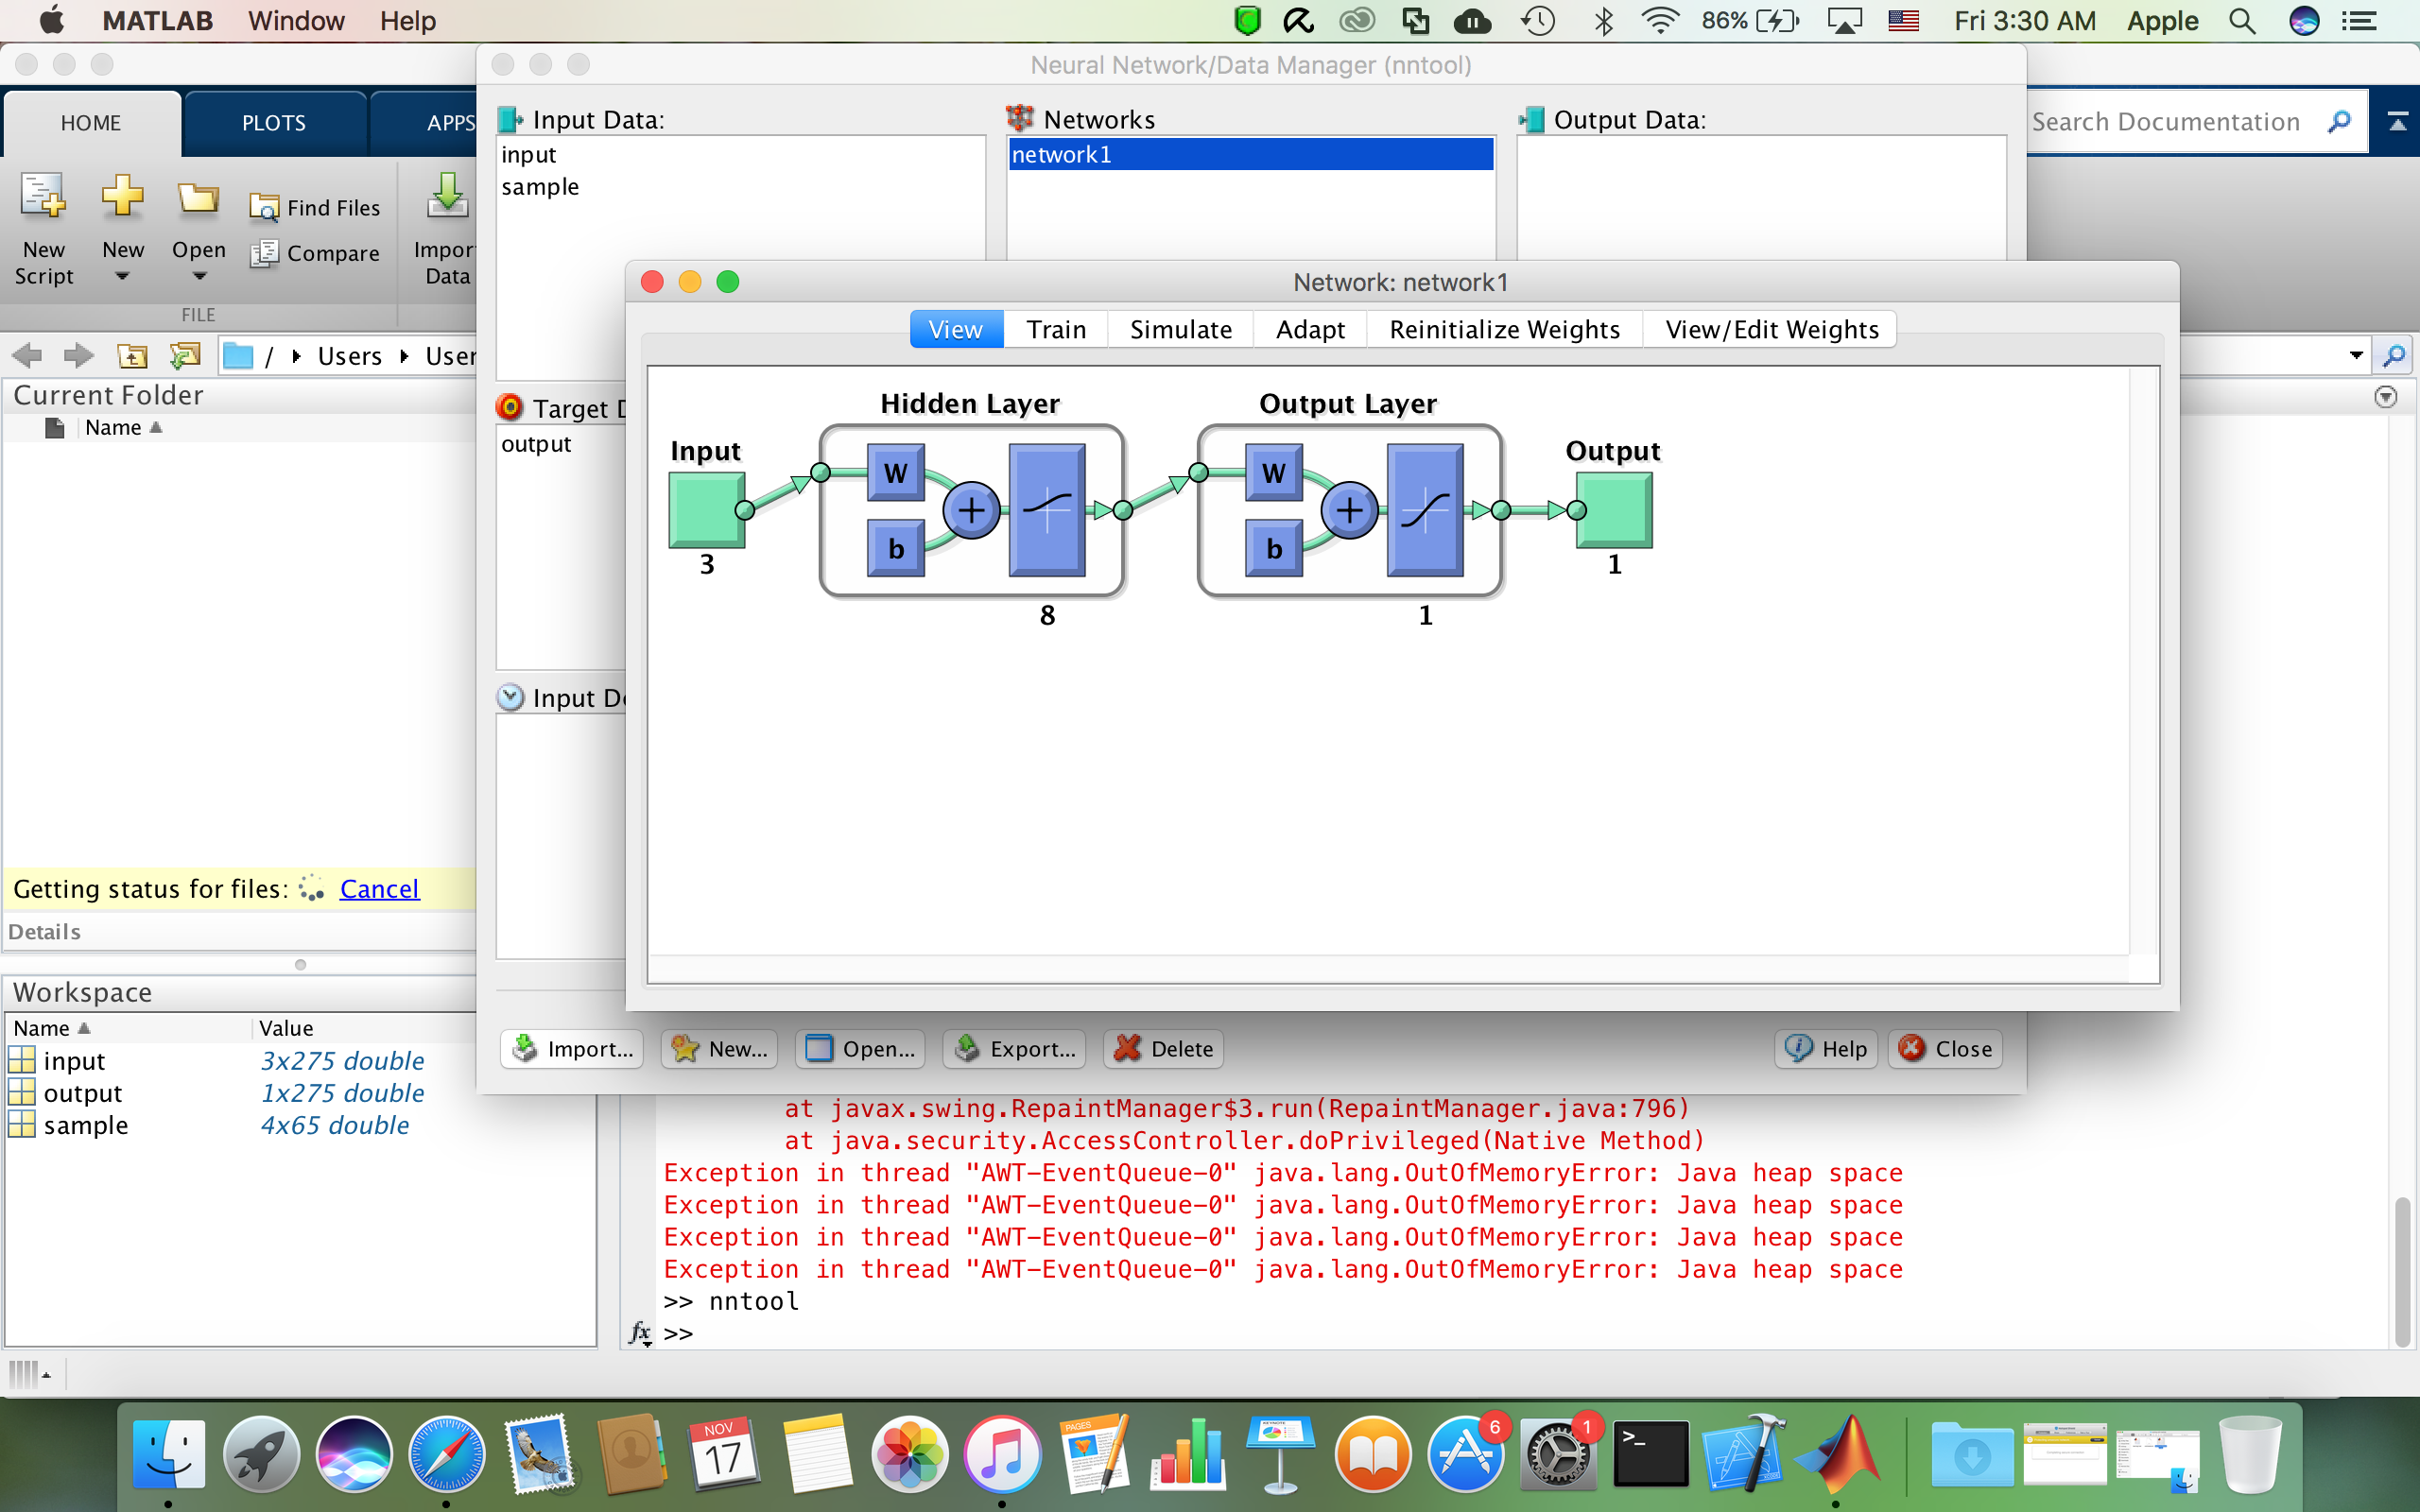 MATLAB Window Help 86% Fri 3:30 AM Apple
Neural Network/Data Manager (nntool)
HOME PLOTS APPS
Search Documentation
Input Data: Networks Output Data:
input network1
sample
Find Files
Compare
New Script New Open Import Data
FILE
Network: network1
View Train Simulate Adapt Reinitialize Weights View/Edit Weights
/ Users User
Current Folder
Name
Target D
output
Hidden Layer Output Layer
Input Output
W W
+ +
b b
3 1
8 1
Input De
Getting status for files: Cancel
Details
Workspace
Name Value
input 3x275 double
output 1x275 double
sample 4x65 double
Import... New... Open... Export... Delete Help Close
at javax.swing.RepaintManager$3.run(RepaintManager.java:796)
at java.security.AccessController.doPrivileged(Native Method)
Exception in thread "AWT-EventQueue-0" java.lang.OutOfMemoryError: Java heap space
Exception in thread "AWT-EventQueue-0" java.lang.OutOfMemoryError: Java heap space
Exception in thread "AWT-EventQueue-0" java.lang.OutOfMemoryError: Java heap space
Exception in thread "AWT-EventQueue-0" java.lang.OutOfMemoryError: Java heap space
>> nntool
fx >>
NOV
17
PAGES
6
1
>_